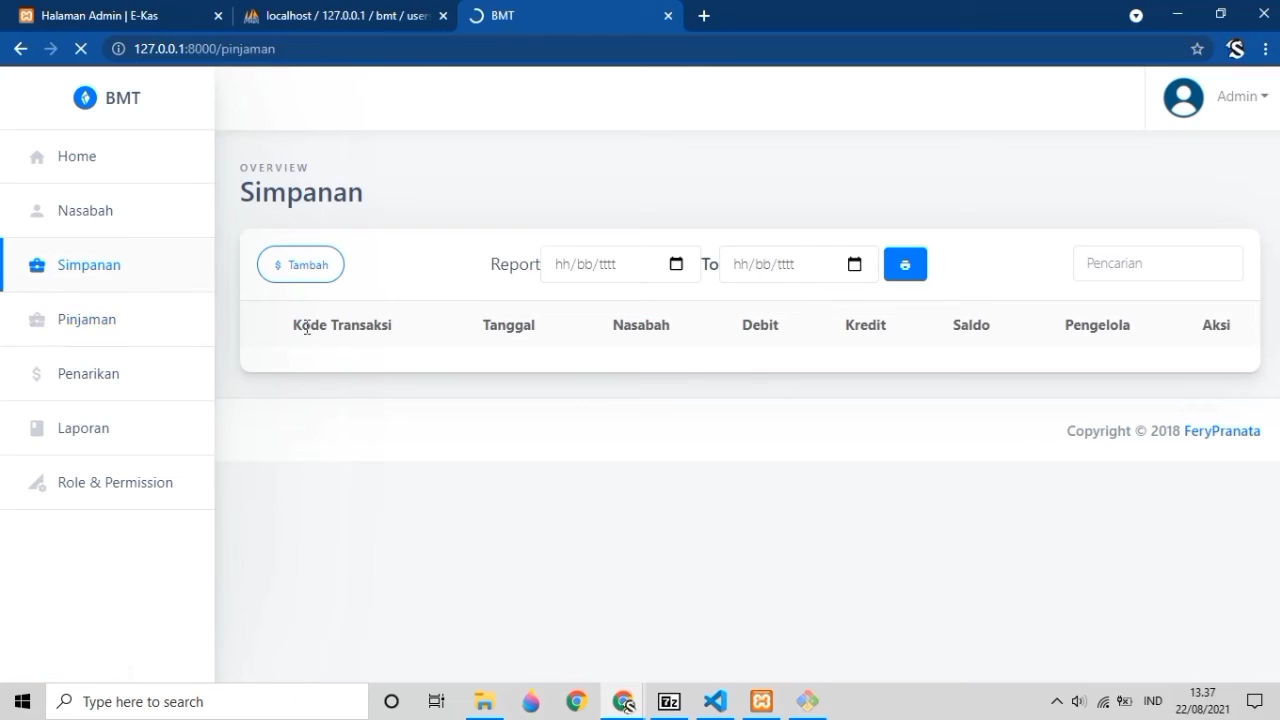 Halaman Admin | E-Kas
localhost / 127.0.0.1 / bmt / users
BMT
127.0.0.1:8000/pinjaman
BMT
Admin
Home
Nasabah
Simpanan
Pinjaman
Penarikan
Laporan
Role & Permission
OVERVIEW
Simpanan
$ Tambah
Report hh/bb/tttt To hh/bb/tttt
Pencarian
Kode Transaksi Tanggal Nasabah Debit Kredit Saldo Pengelola Aksi
Copyright © 2018 FeryPranata
Type here to search
7z
IND
13.37
22/08/2021